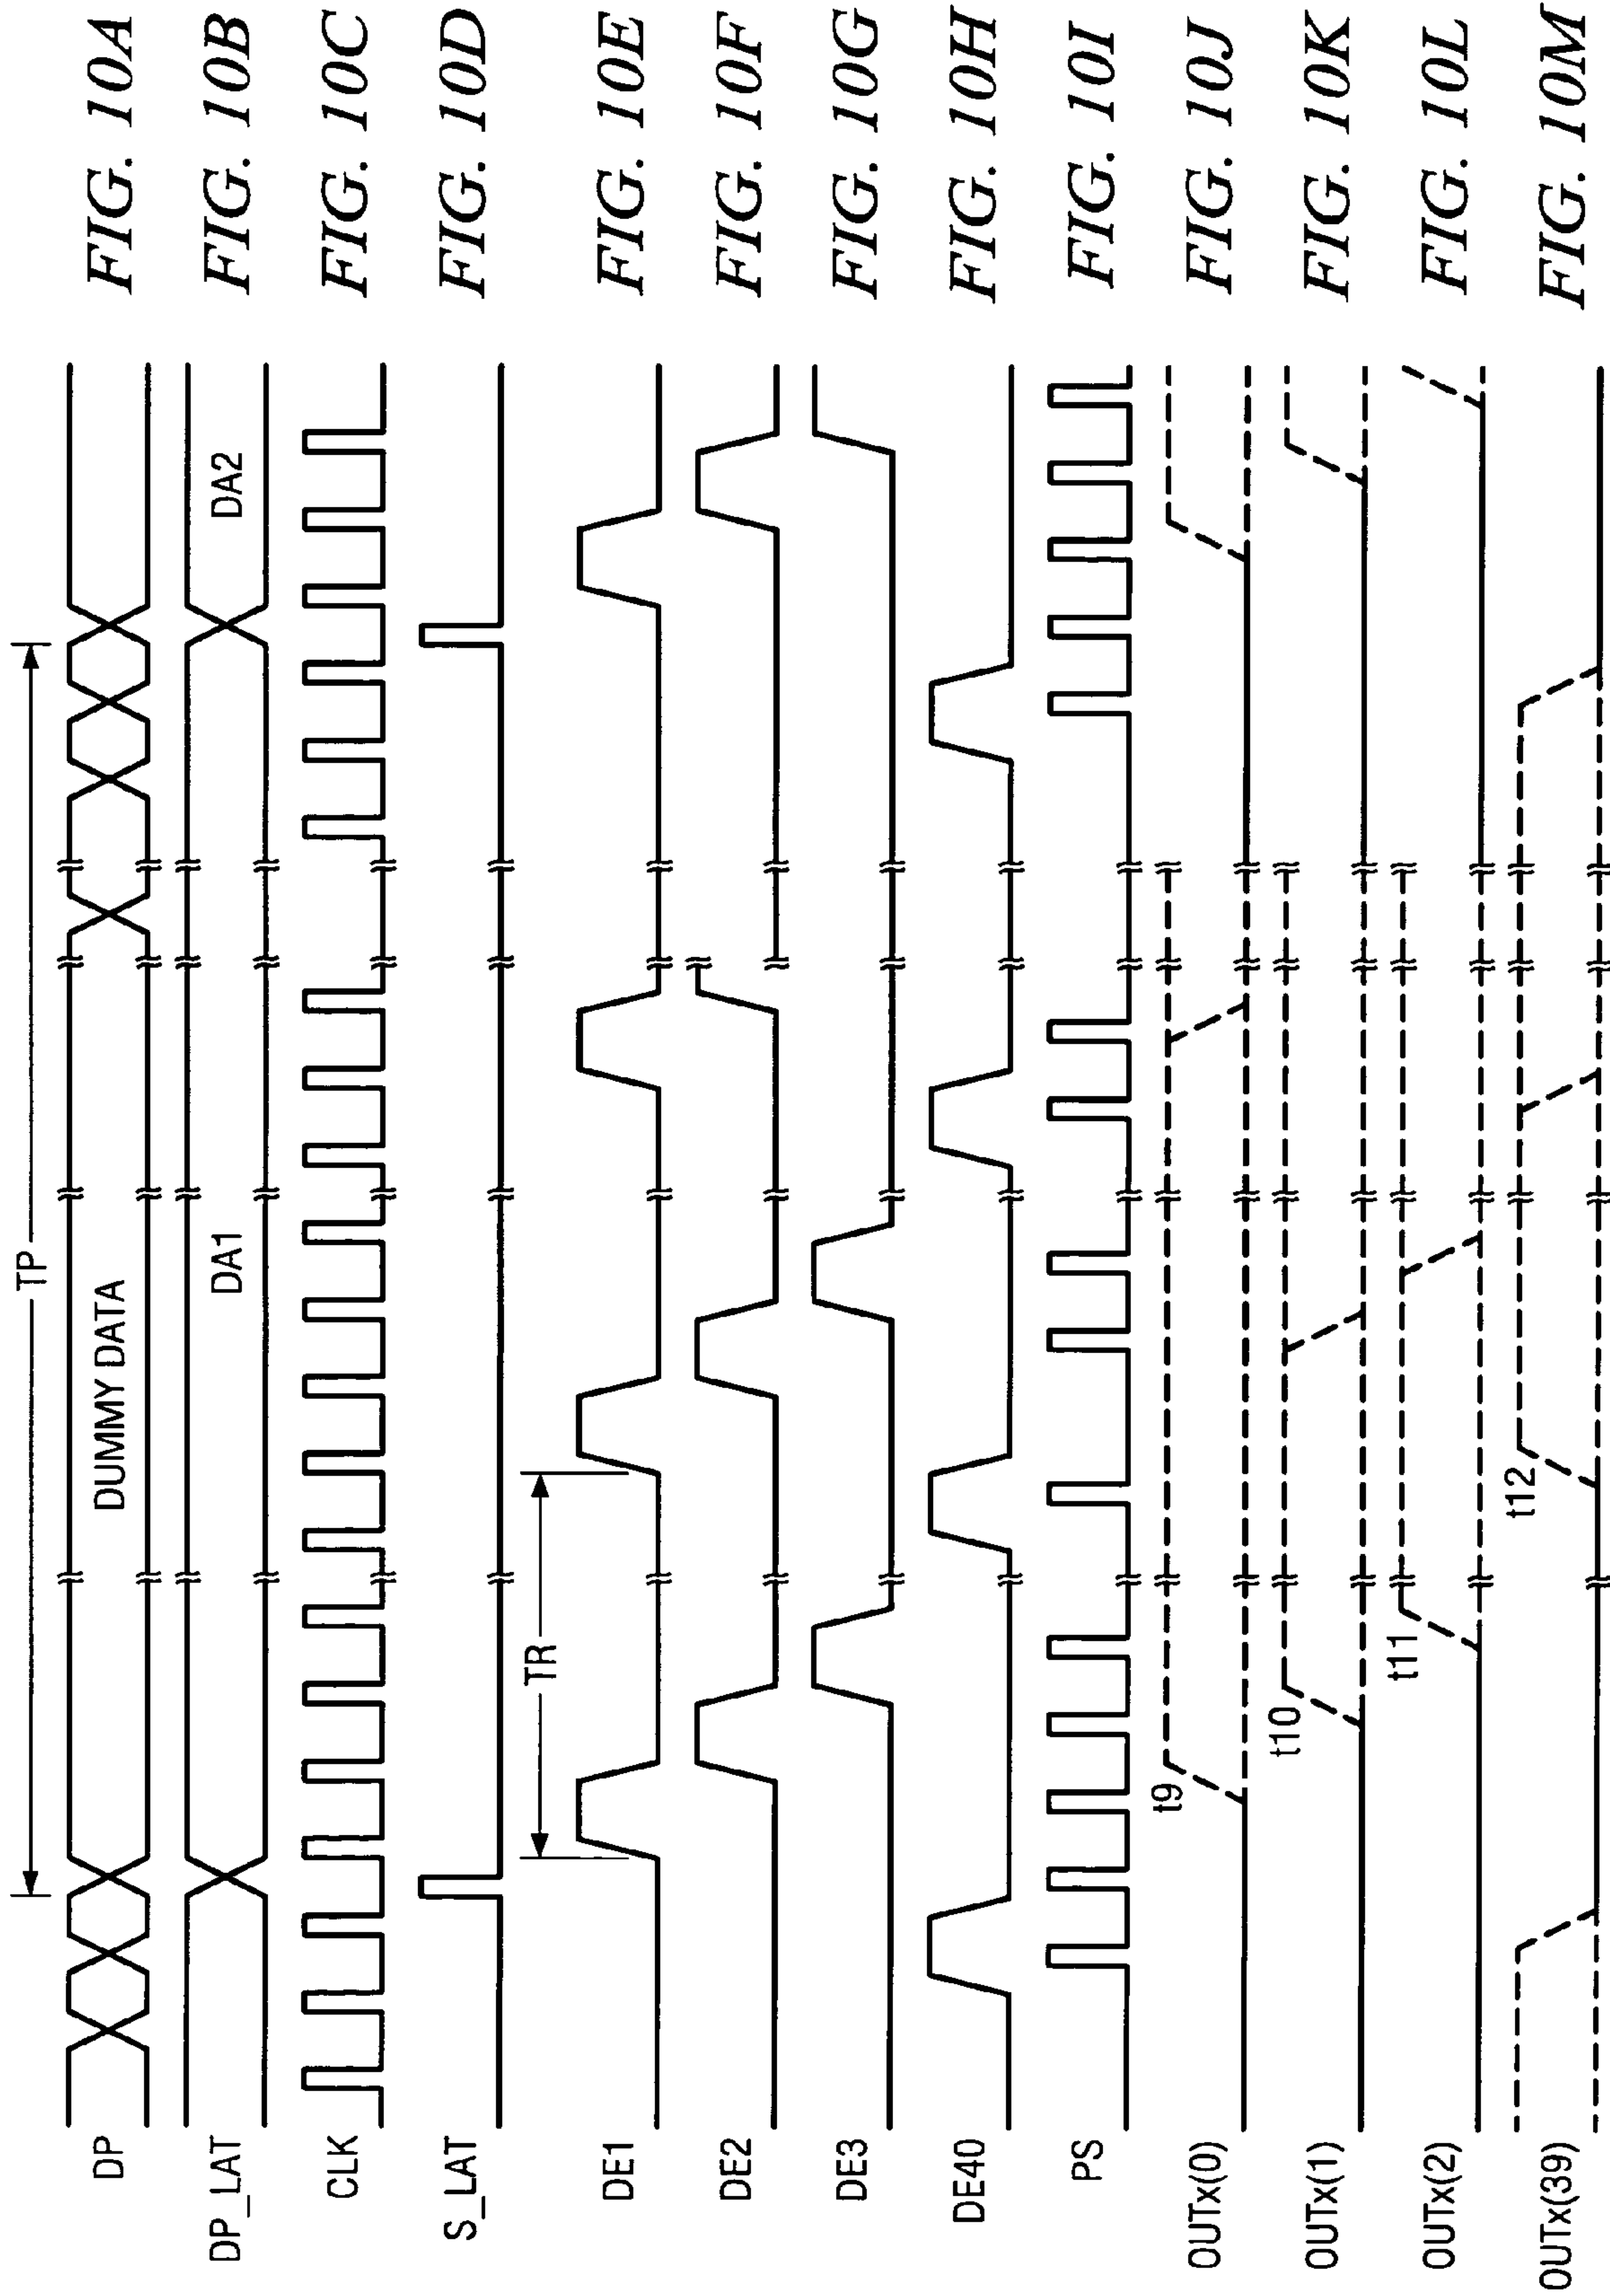 TP
DP DUMMY DATA FIG. 10A
DP_LAT DA1 DA2 FIG. 10B
CLK FIG. 10C
S_LAT FIG. 10D
TR
DE1 FIG. 10E
DE2 FIG. 10F
DE3 FIG. 10G
DE40 FIG. 10H
PS FIG. 10I
OUTx(0) t9 FIG. 10J
OUTx(1) t10 FIG. 10K
OUTx(2) t11 FIG. 10L
OUTx(39) t12 FIG. 10M